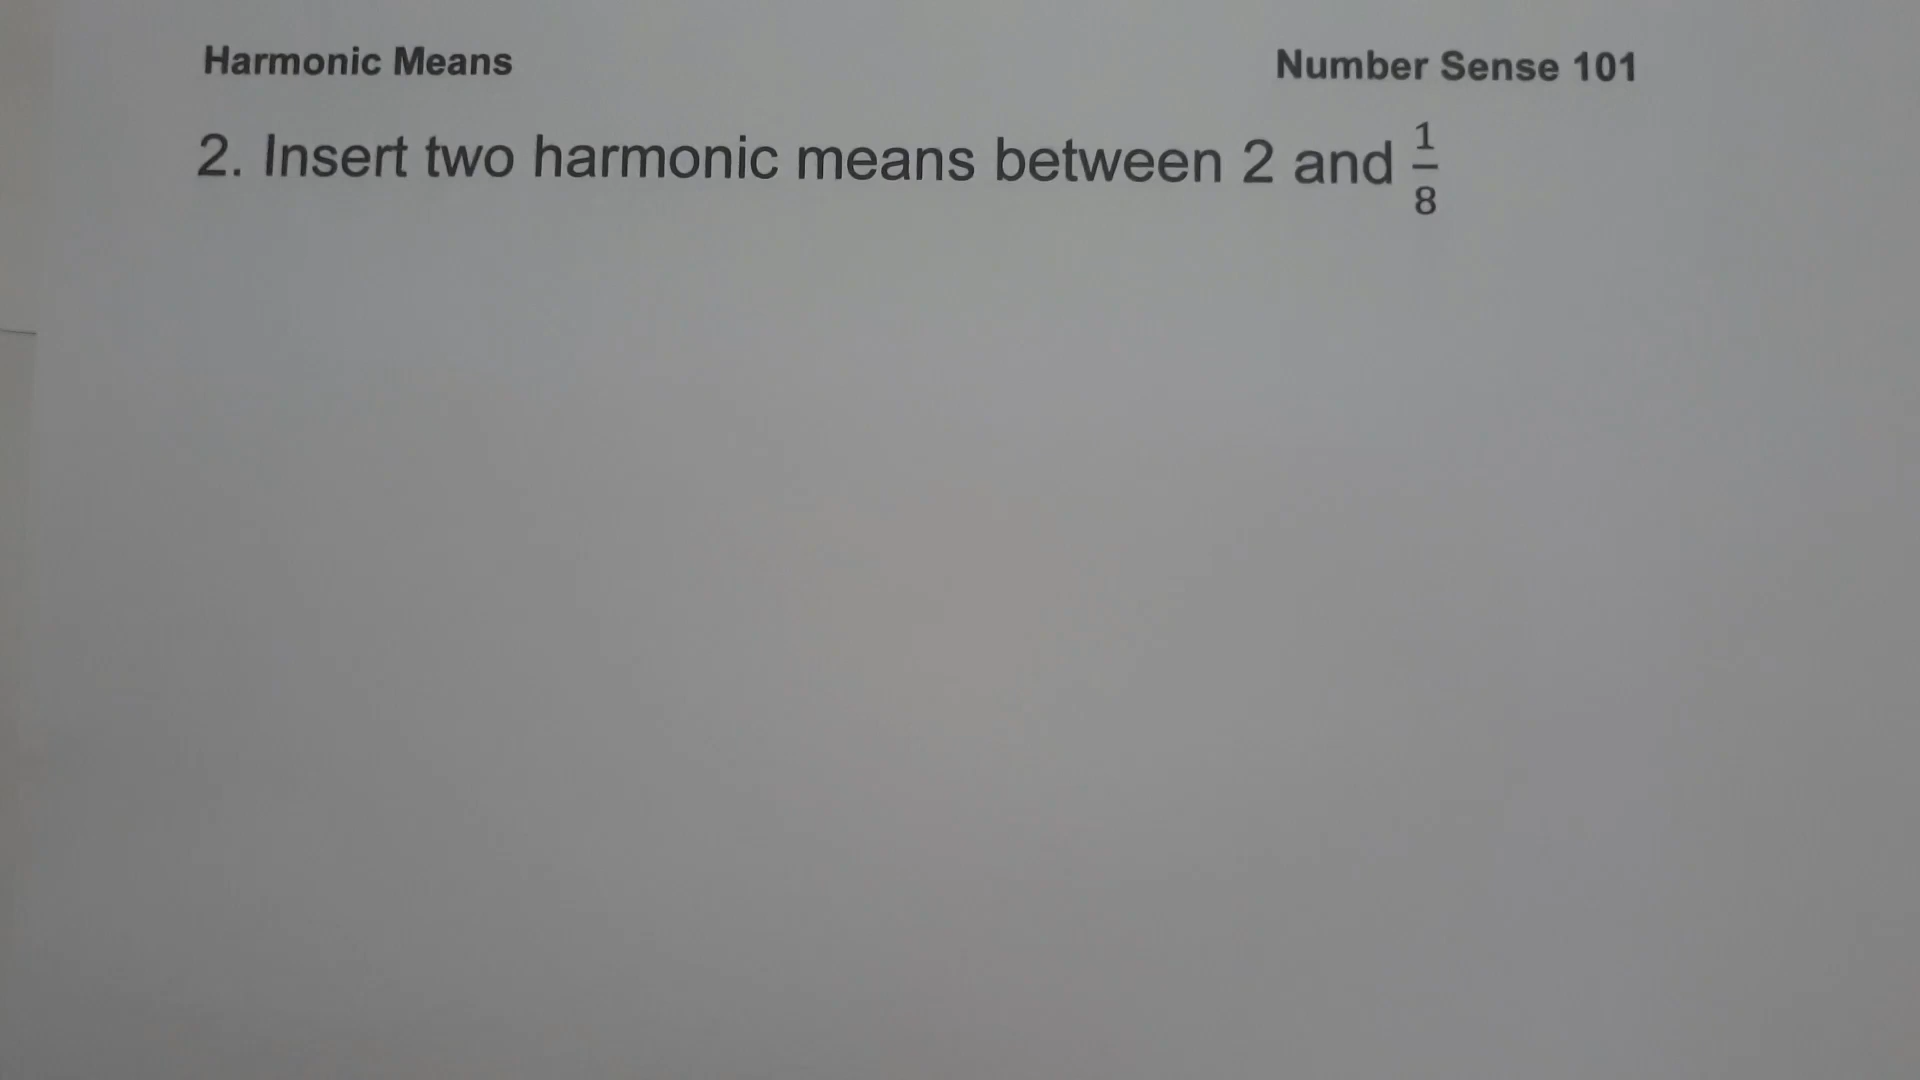 Harmonic Means Number Sense 101
2. Insert two harmonic means between 2 and 1/8